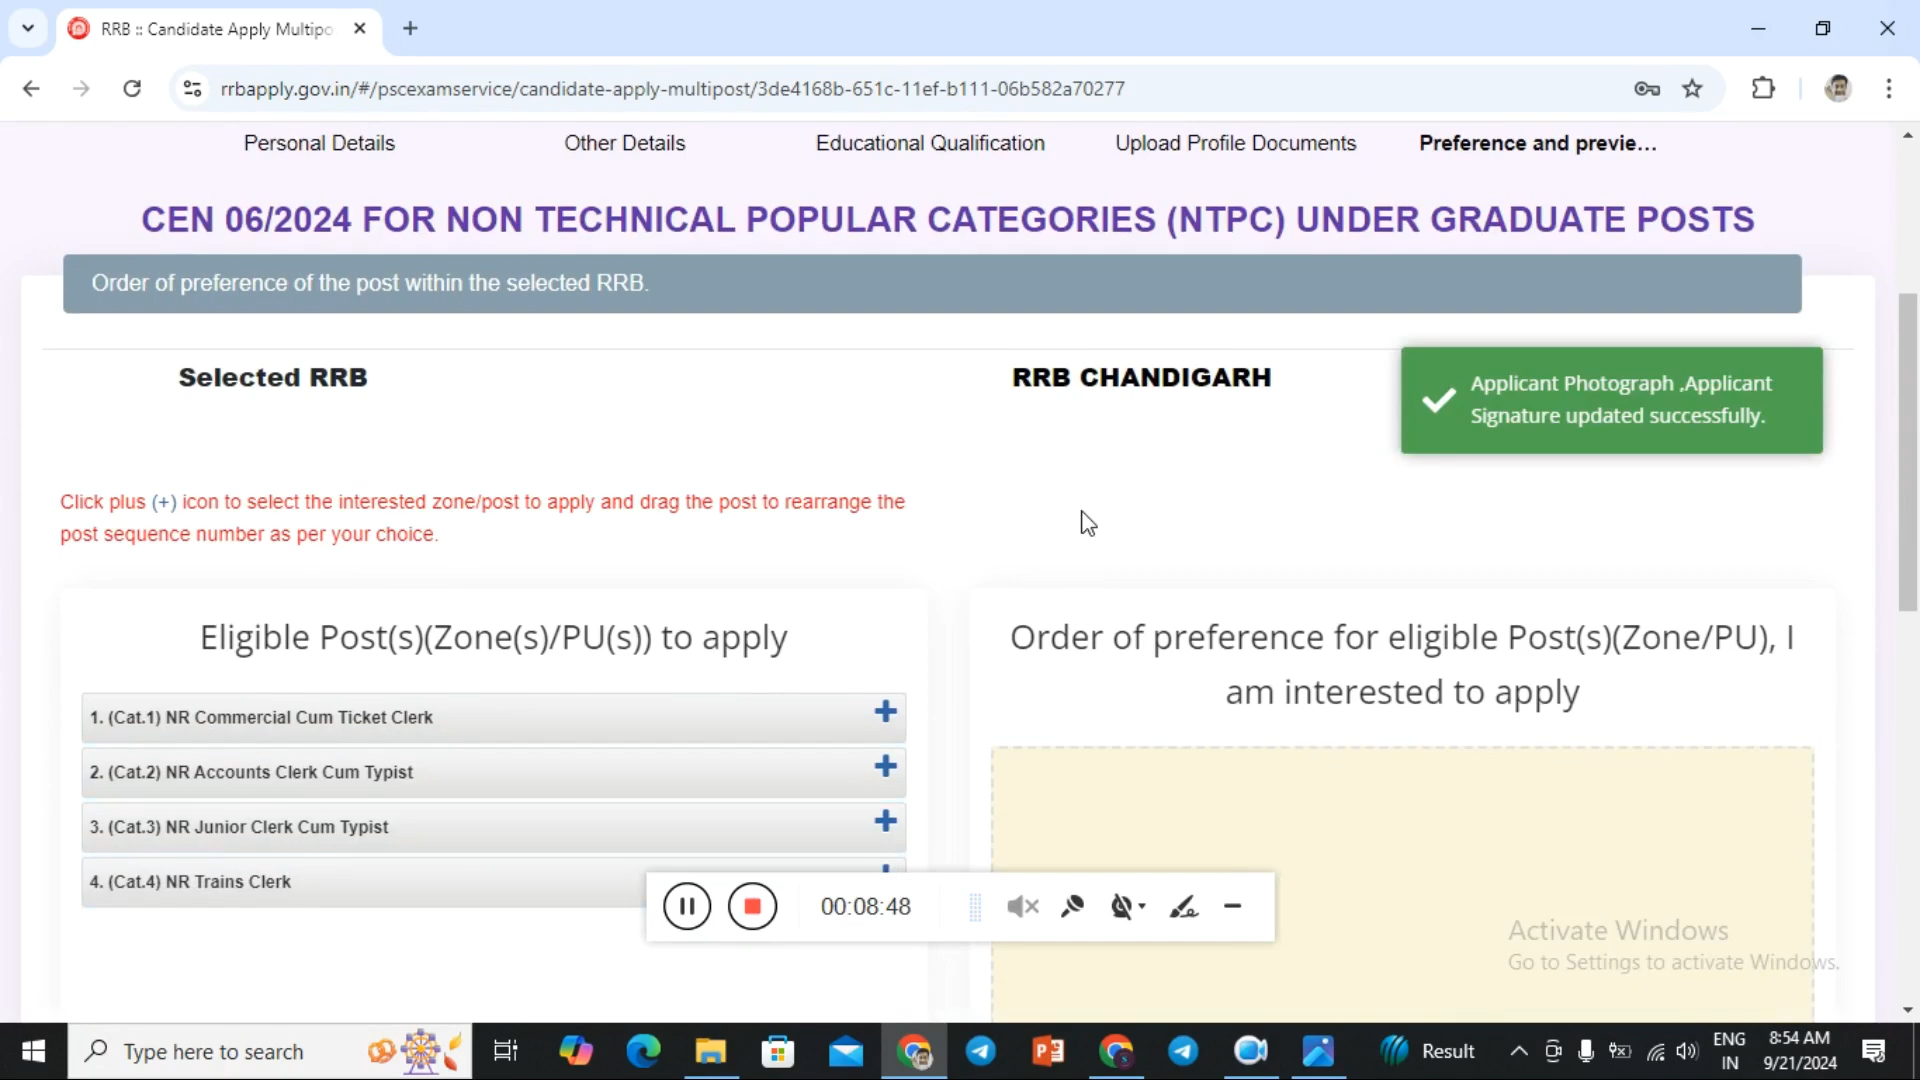 RRB :: Candidate Apply Multipo
rrbapply.gov.in/#/pscexamservice/candidate-apply-multipost/3de4168b-651c-11ef-b111-06b582a70277
Personal Details Other Details Educational Qualification Upload Profile Documents Preference and previe...
CEN 06/2024 FOR NON TECHNICAL POPULAR CATEGORIES (NTPC) UNDER GRADUATE POSTS
Order of preference of the post within the selected RRB.
Selected RRB RRB CHANDIGARH
Applicant Photograph ,Applicant
Signature updated successfully.
Click plus (+) icon to select the interested zone/post to apply and drag the post to rearrange the
post sequence number as per your choice.
Eligible Post(s)(Zone(s)/PU(s)) to apply
1. (Cat.1) NR Commercial Cum Ticket Clerk
2. (Cat.2) NR Accounts Clerk Cum Typist
3. (Cat.3) NR Junior Clerk Cum Typist
4. (Cat.4) NR Trains Clerk
Order of preference for eligible Post(s)(Zone/PU), I
am interested to apply
00:08:48
Activate Windows
Go to Settings to activate Windows.
Type here to search
Result
ENG
IN
8:54 AM
9/21/2024